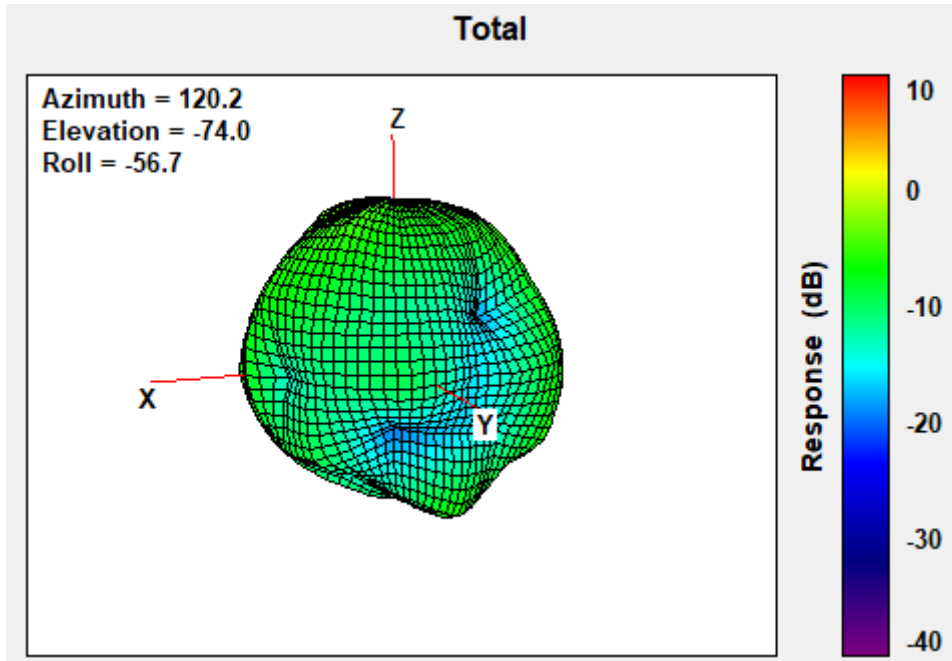 Total
Azimuth = 120.2
Elevation = -74.0
Roll = -56.7
Z
X
Y
10
0
-10
-20
-30
-40
Response (dB)